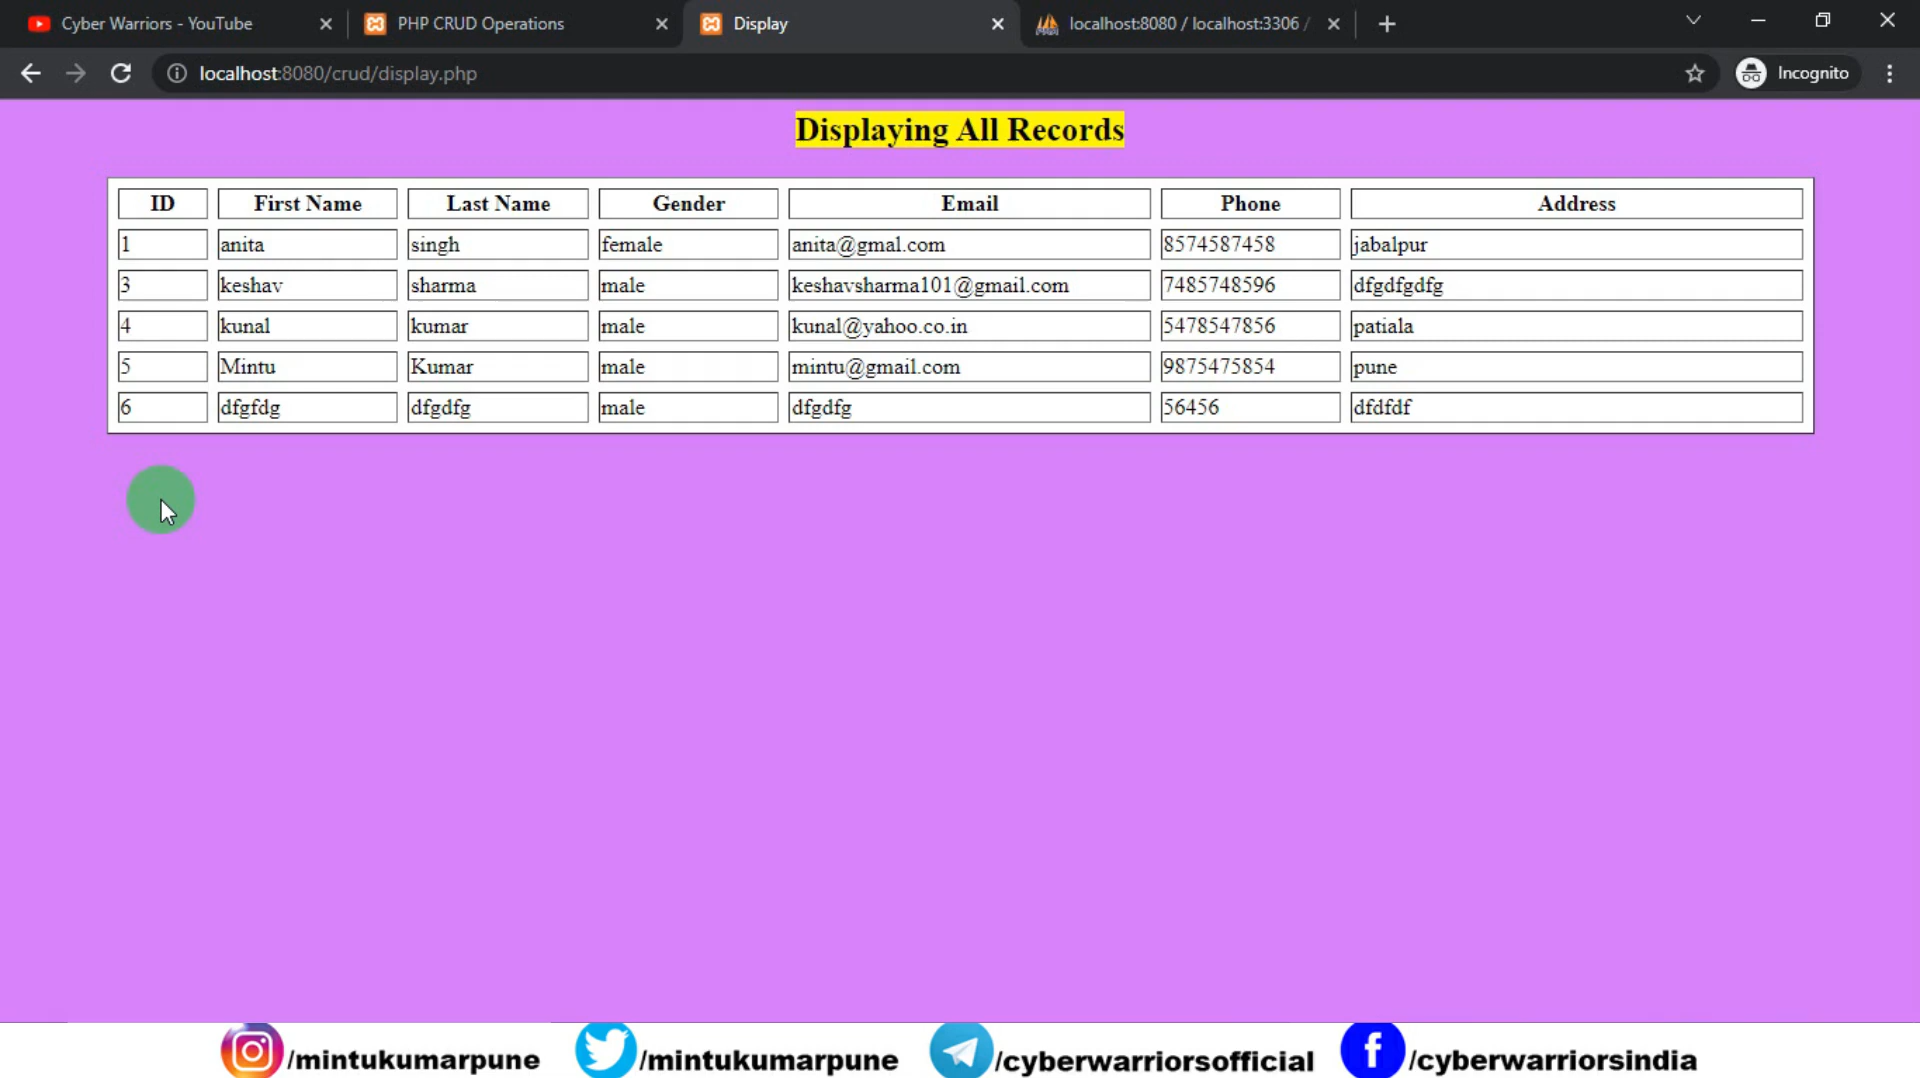 Cyber Warriors - YouTube
PHP CRUD Operations
Display
localhost:8080 / localhost:3306 /
localhost:8080/crud/display.php
Incognito
Displaying All Records
ID First Name Last Name Gender Email Phone Address
1 anita singh female anita@gmal.com 8574587458 jabalpur
3 keshav sharma male keshavsharma101@gmail.com 7485748596 dfgdfgdfg
4 kunal kumar male kunal@yahoo.co.in 5478547856 patiala
5 Mintu Kumar male mintu@gmail.com 9875475854 pune
6 dfgfdg dfgdfg male dfgdfg 56456 dfdfdf
/mintukumarpune /mintukumarpune /cyberwarriorsofficial /cyberwarriorsindia